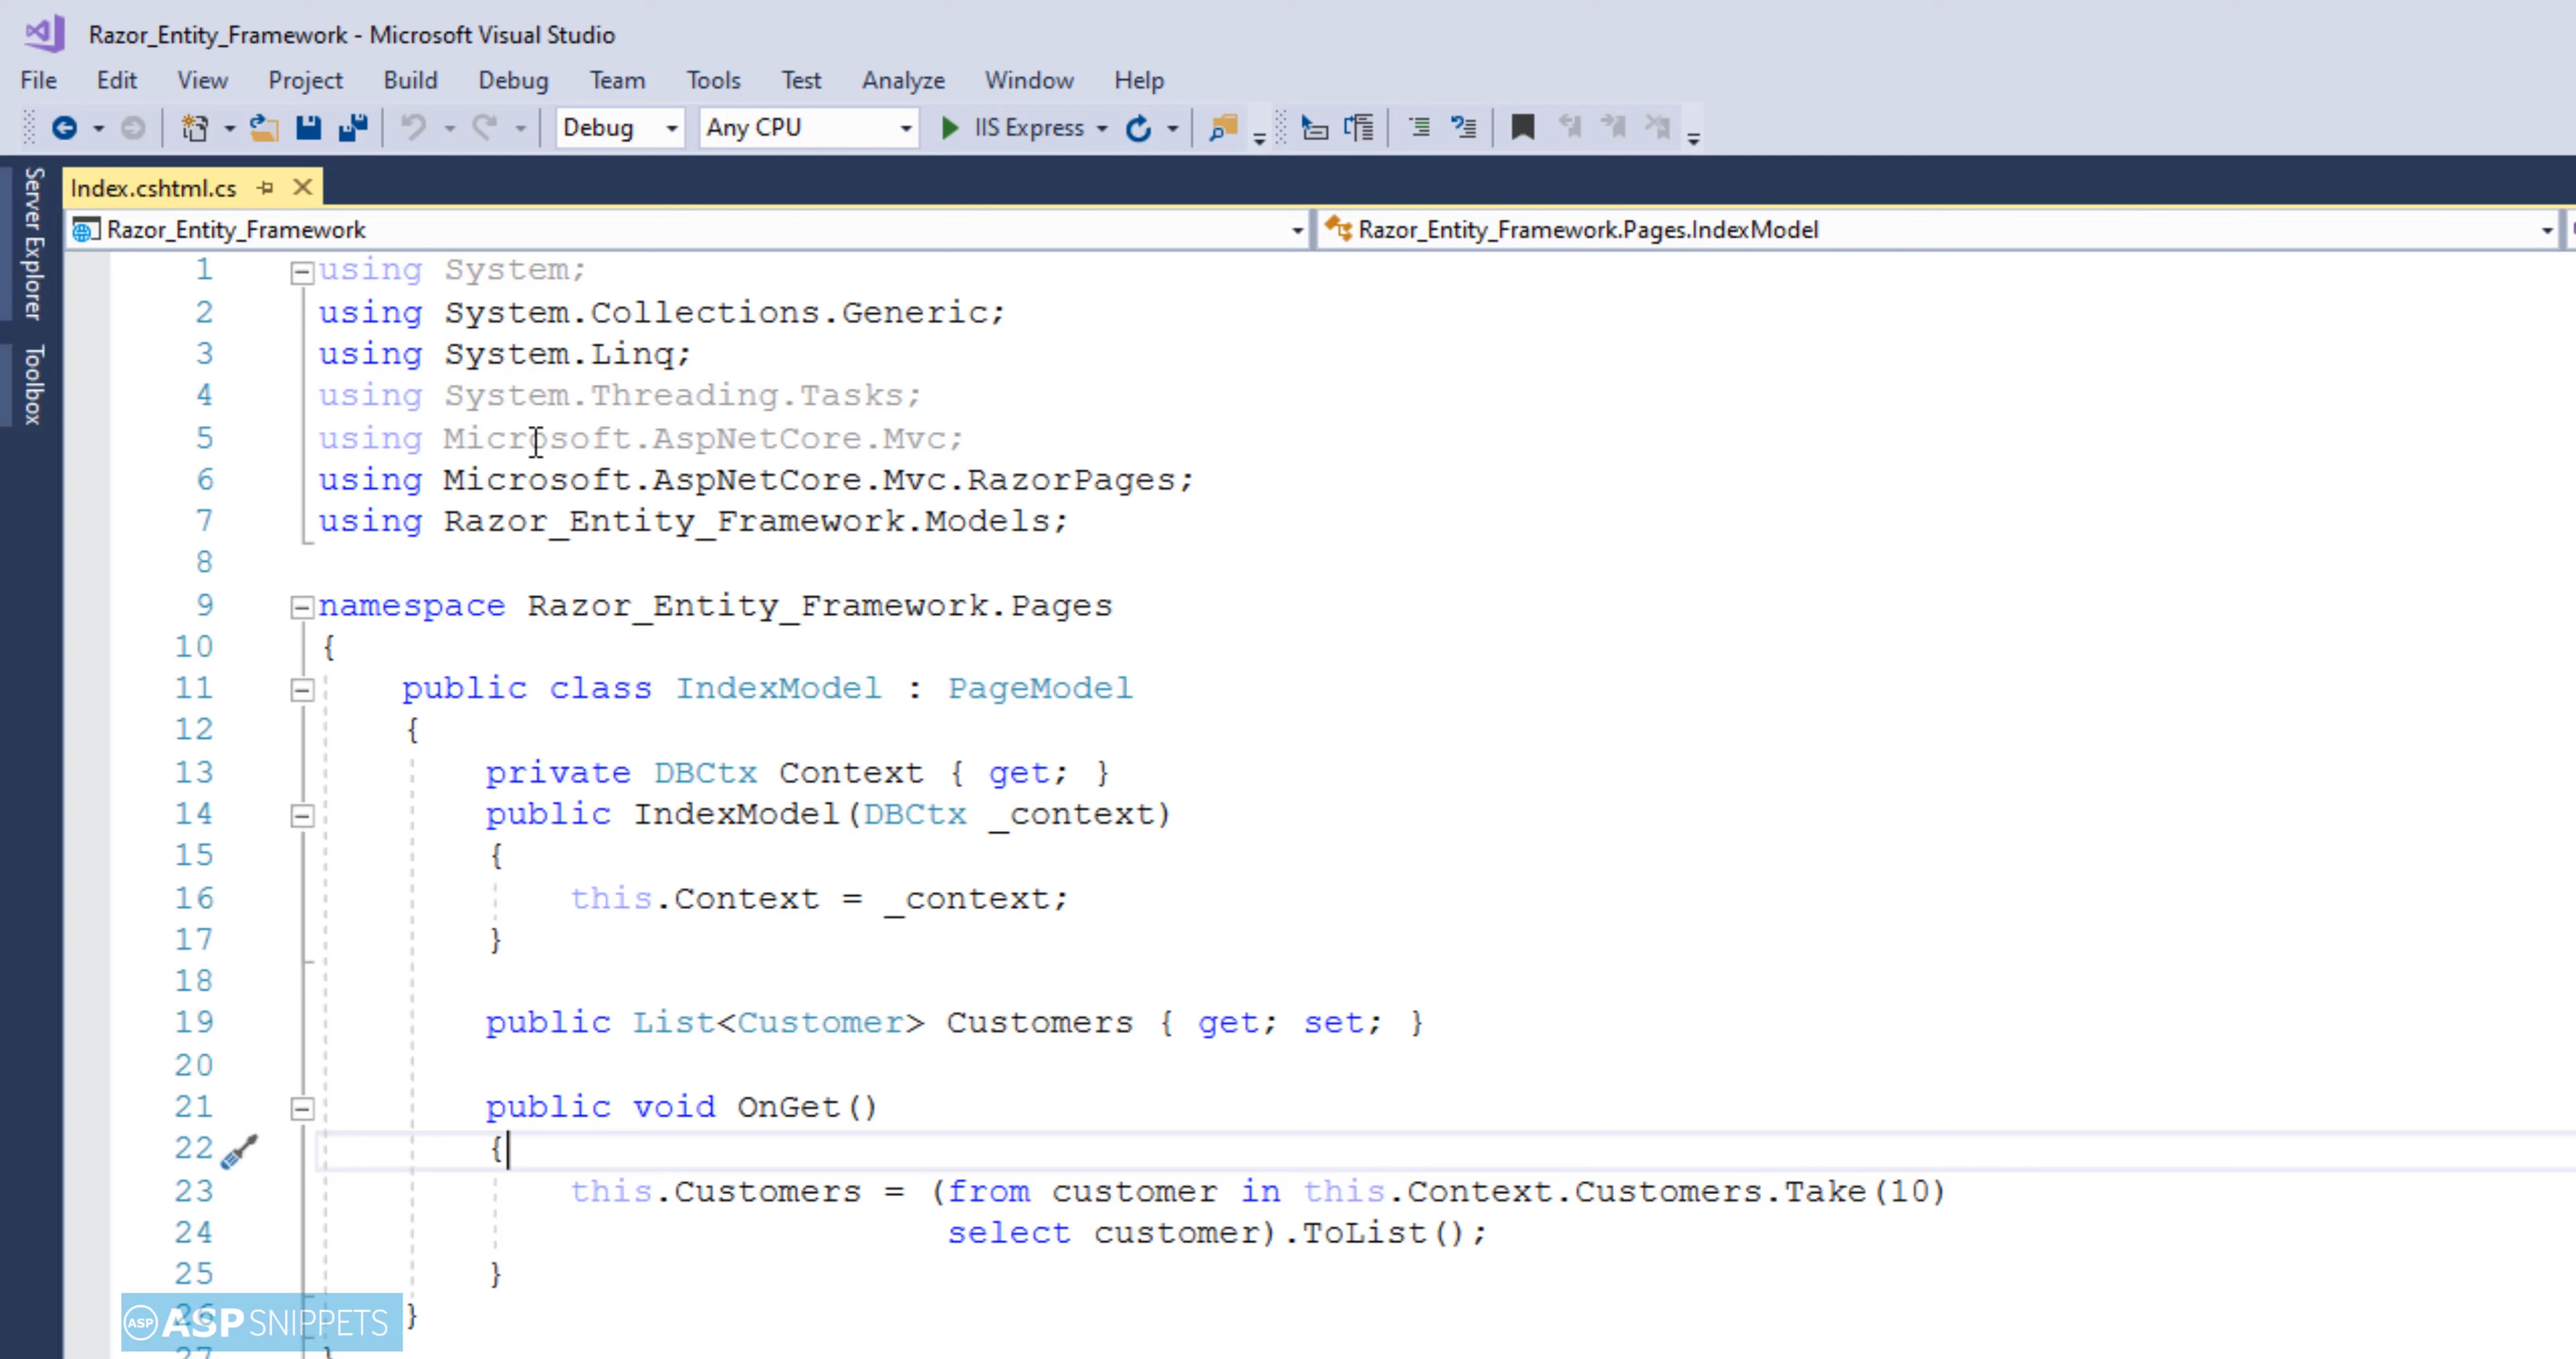 Razor_Entity_Framework - Microsoft Visual Studio
File Edit View Project Build Debug Team Tools Test Analyze Window Help
Debug Any CPU IIS Express
Server Explorer
Toolbox
Index.cshtml.cs
Razor_Entity_Framework Razor_Entity_Framework.Pages.IndexModel
1 using System;
2 using System.Collections.Generic;
3 using System.Linq;
4 using System.Threading.Tasks;
5 using Microsoft.AspNetCore.Mvc;
6 using Microsoft.AspNetCore.Mvc.RazorPages;
7 using Razor_Entity_Framework.Models;
8
9 namespace Razor_Entity_Framework.Pages
10 {
11 public class IndexModel : PageModel
12 {
13 private DBCtx Context { get; }
14 public IndexModel(DBCtx _context)
15 {
16 this.Context = _context;
17 }
18
19 public List<Customer> Customers { get; set; }
20
21 public void OnGet()
22 {
23 this.Customers = (from customer in this.Context.Customers.Take(10)
24 select customer).ToList();
25 }
26 }
27 }
ASP ASPSNIPPETS